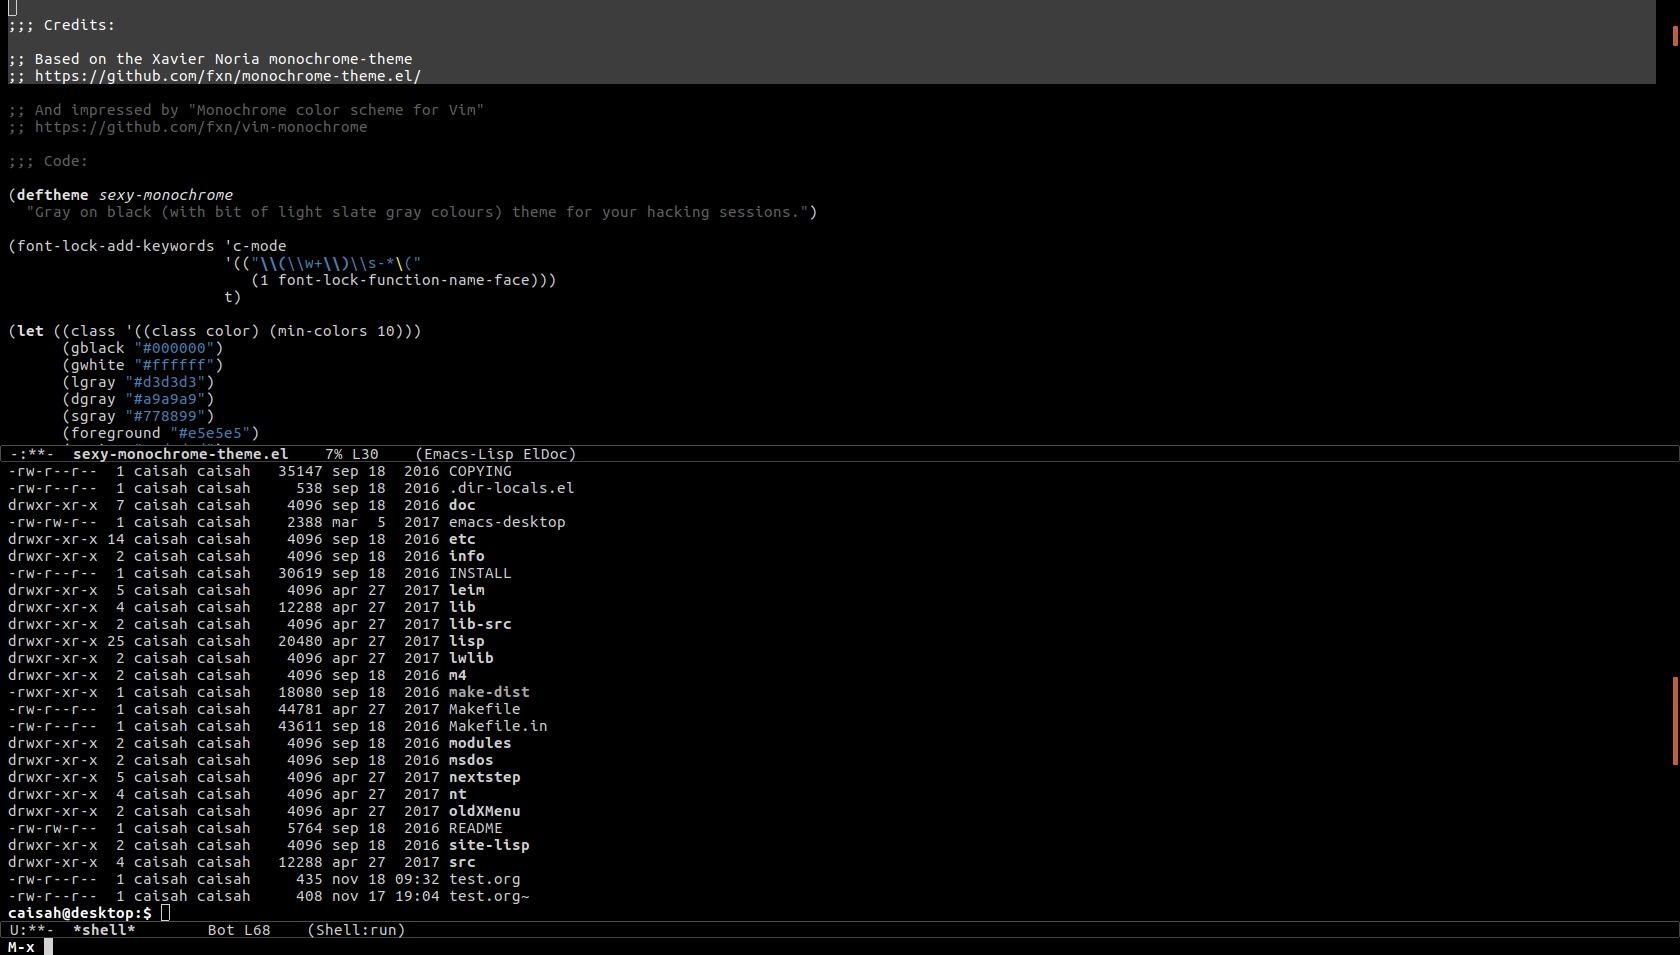 ;;; Credits:
;; Based on the Xavier Noria monochrome-theme
;; https://github.com/fxn/monochrome-theme.el/
;; And impressed by "Monochrome color scheme for Vim"
;; https://github.com/fxn/vim-monochrome
;;; Code:
(deftheme sexy-monochrome
  "Gray on black (with bit of light slate gray colours) theme for your hacking sessions.")
(font-lock-add-keywords 'c-mode
                        '(("\\(\\w+\\)\\s-*\("
                           (1 font-lock-function-name-face)))
                        t)
(let ((class '((class color) (min-colors 10)))
      (gblack "#000000")
      (gwhite "#ffffff")
      (lgray "#d3d3d3")
      (dgray "#a9a9a9")
      (sgray "#778899")
      (foreground "#e5e5e5")
-:**-  sexy-monochrome-theme.el    7% L30    (Emacs-Lisp ElDoc)
-rw-r--r--  1 caisah caisah   35147 sep 18  2016 COPYING
-rw-r--r--  1 caisah caisah     538 sep 18  2016 .dir-locals.el
drwxr-xr-x  7 caisah caisah    4096 sep 18  2016 doc
-rw-rw-r--  1 caisah caisah    2388 mar  5  2017 emacs-desktop
drwxr-xr-x 14 caisah caisah    4096 sep 18  2016 etc
drwxr-xr-x  2 caisah caisah    4096 sep 18  2016 info
-rw-r--r--  1 caisah caisah   30619 sep 18  2016 INSTALL
drwxr-xr-x  5 caisah caisah    4096 apr 27  2017 leim
drwxr-xr-x  4 caisah caisah   12288 apr 27  2017 lib
drwxr-xr-x  2 caisah caisah    4096 apr 27  2017 lib-src
drwxr-xr-x 25 caisah caisah   20480 apr 27  2017 lisp
drwxr-xr-x  2 caisah caisah    4096 apr 27  2017 lwlib
drwxr-xr-x  2 caisah caisah    4096 sep 18  2016 m4
-rwxr-xr-x  1 caisah caisah   18080 sep 18  2016 make-dist
-rw-r--r--  1 caisah caisah   44781 apr 27  2017 Makefile
-rw-r--r--  1 caisah caisah   43611 sep 18  2016 Makefile.in
drwxr-xr-x  2 caisah caisah    4096 sep 18  2016 modules
drwxr-xr-x  2 caisah caisah    4096 sep 18  2016 msdos
drwxr-xr-x  5 caisah caisah    4096 apr 27  2017 nextstep
drwxr-xr-x  4 caisah caisah    4096 apr 27  2017 nt
drwxr-xr-x  2 caisah caisah    4096 apr 27  2017 oldXMenu
-rw-rw-r--  1 caisah caisah    5764 sep 18  2016 README
drwxr-xr-x  2 caisah caisah    4096 sep 18  2016 site-lisp
drwxr-xr-x  4 caisah caisah   12288 apr 27  2017 src
-rw-r--r--  1 caisah caisah     435 nov 18 09:32 test.org
-rw-r--r--  1 caisah caisah     408 nov 17 19:04 test.org~
caisah@desktop:$
U:**-  *shell*        Bot L68    (Shell:run)
M-x